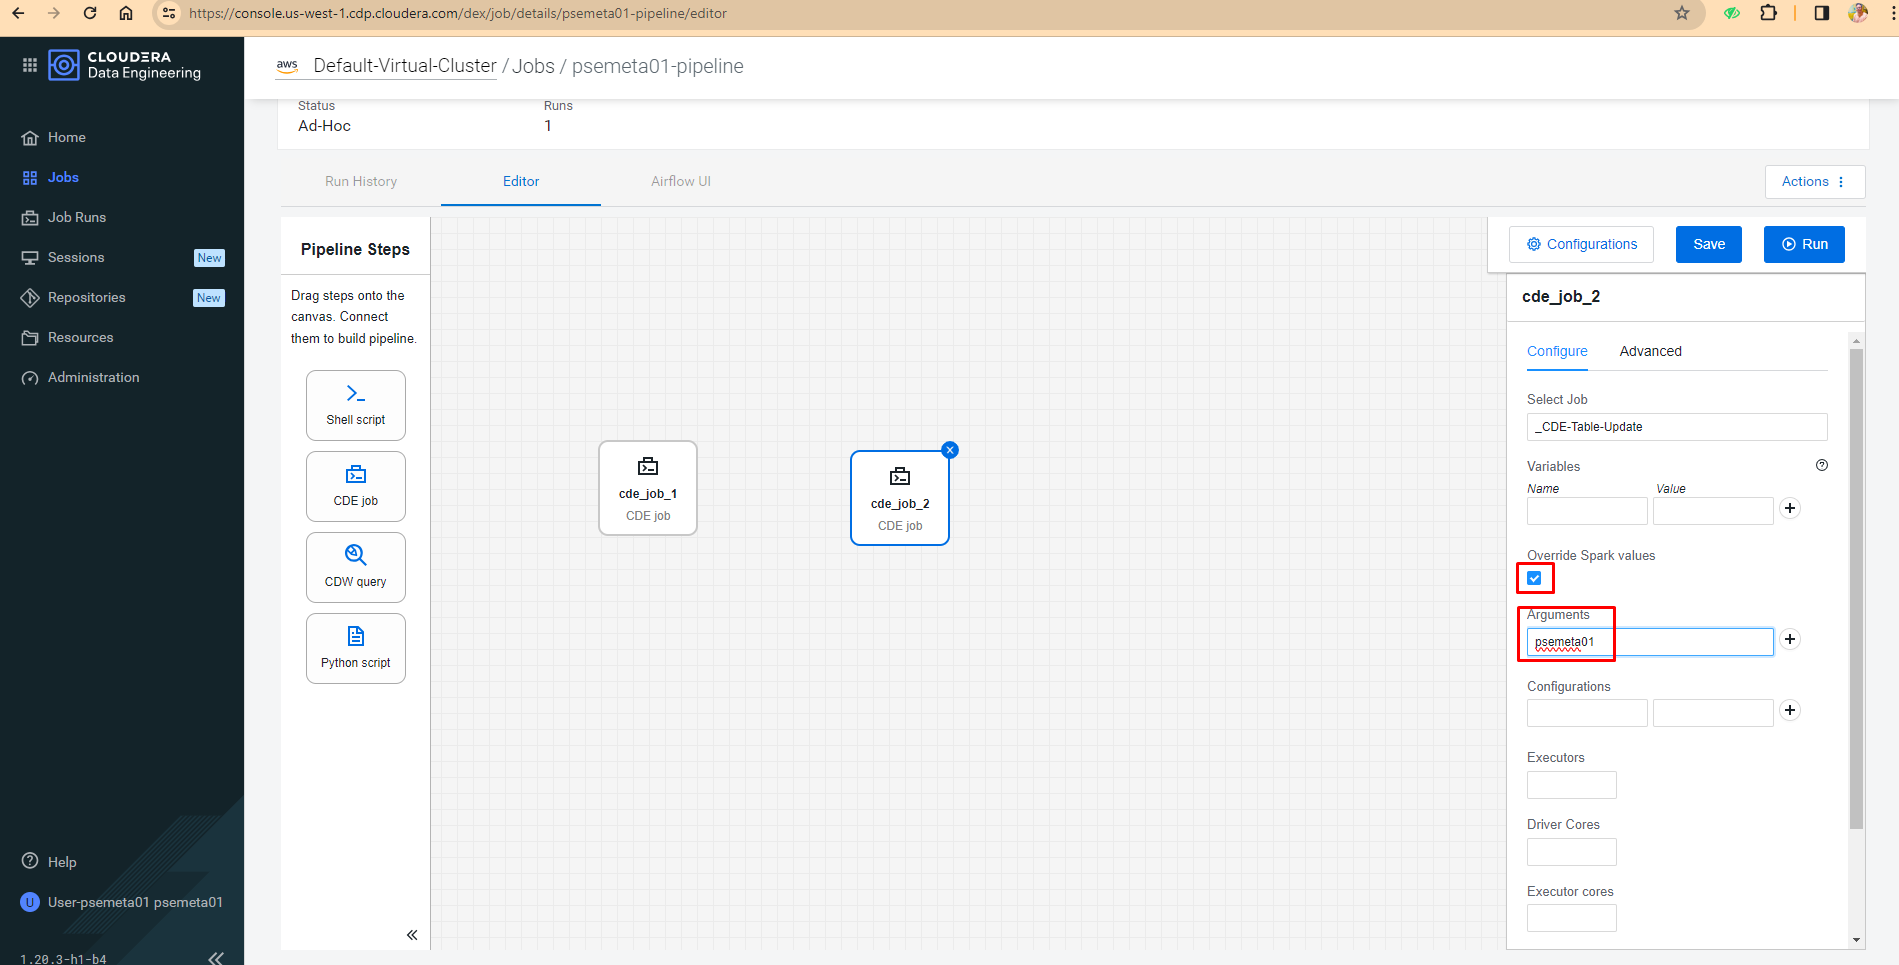 https://console.us-west-1.cdp.cloudera.com/dex/job/details/psemeta01-pipeline/editor
CLOUDERA
Data Engineering
Home
Jobs
Job Runs
Sessions New
Repositories New
Resources
Administration
Help
U User-psemeta01 psemeta01
1.20.3-h1-b4
aws Default-Virtual-Cluster / Jobs / psemeta01-pipeline
Status Runs
Ad-Hoc 1
Run History Editor Airflow UI
Actions
Pipeline Steps
Drag steps onto the
canvas. Connect
them to build pipeline.
Shell script
CDE job
CDW query
Python script
cde_job_1
CDE job
cde_job_2
CDE job
Configurations Save Run
cde_job_2
Configure Advanced
Select Job
_CDE-Table-Update
Variables
Name Value
Override Spark values
Arguments
psemeta01
Configurations
Executors
Driver Cores
Executor cores